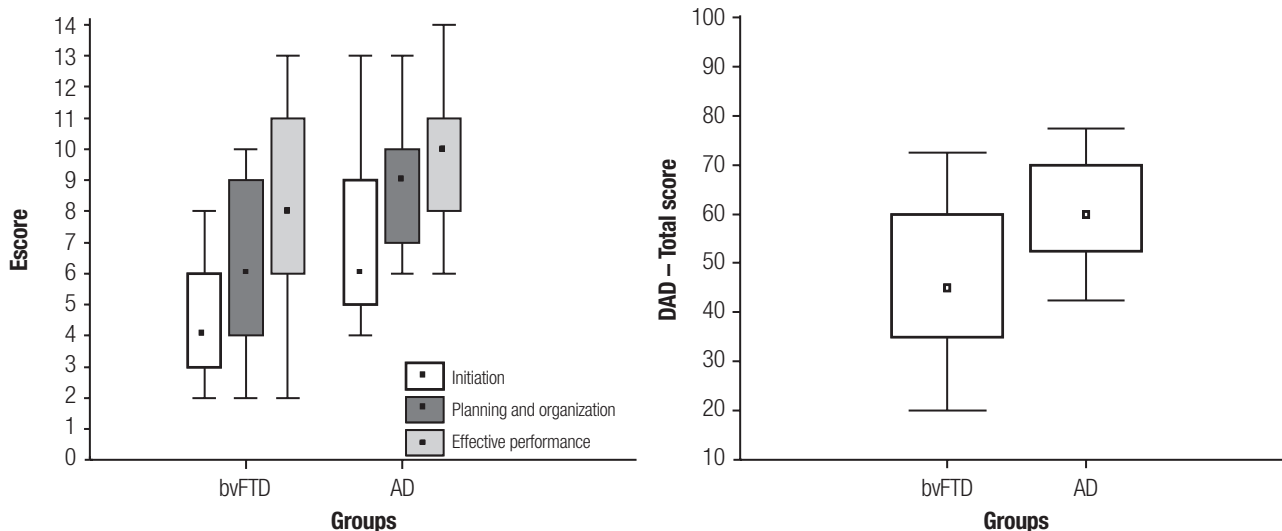 Escore
14
13
12
11
10
9
8
7
6
5
4
3
2
1
0
Initiation
Planning and organization
Effective performance
bvFTD AD
Groups
DAD – Total score
100
90
80
70
60
50
40
30
20
10
bvFTD AD
Groups